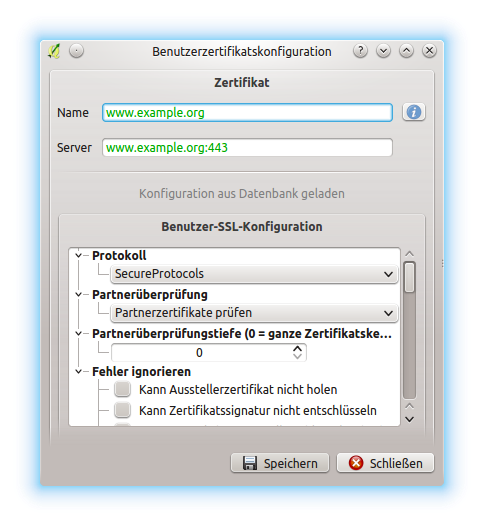 Benutzerzertifikatskonfiguration
Zertifikat
Name www.example.org
Server www.example.org:443
Konfiguration aus Datenbank geladen
Benutzer-SSL-Konfiguration
Protokoll
SecureProtocols
Partnerüberprüfung
Partnerzertifikate prüfen
Partnerüberprüfungstiefe (0 = ganze Zertifikatske...
0
Fehler ignorieren
Kann Ausstellerzertifikat nicht holen
Kann Zertifikatssignatur nicht entschlüsseln
Speichern Schließen